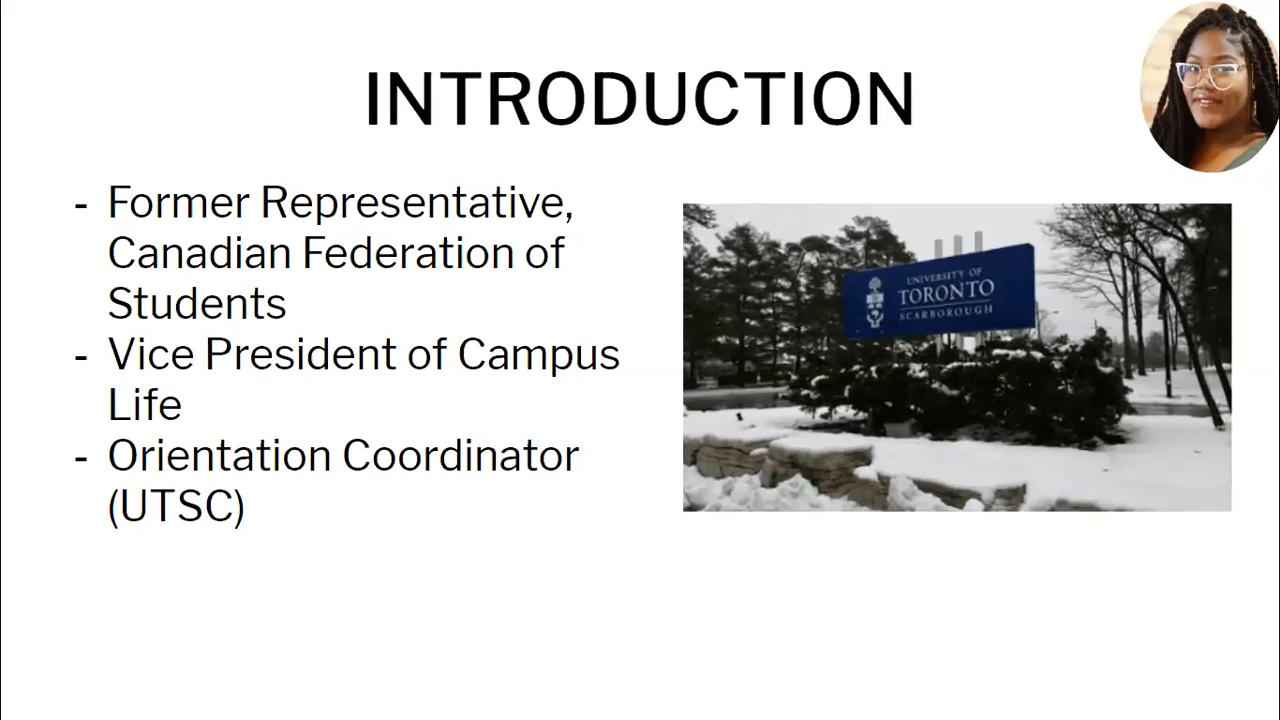 INTRODUCTION
- Former Representative,
Canadian Federation of
Students
- Vice President of Campus
Life
- Orientation Coordinator
(UTSC)
UNIVERSITY OF
TORONTO
SCARBOROUGH